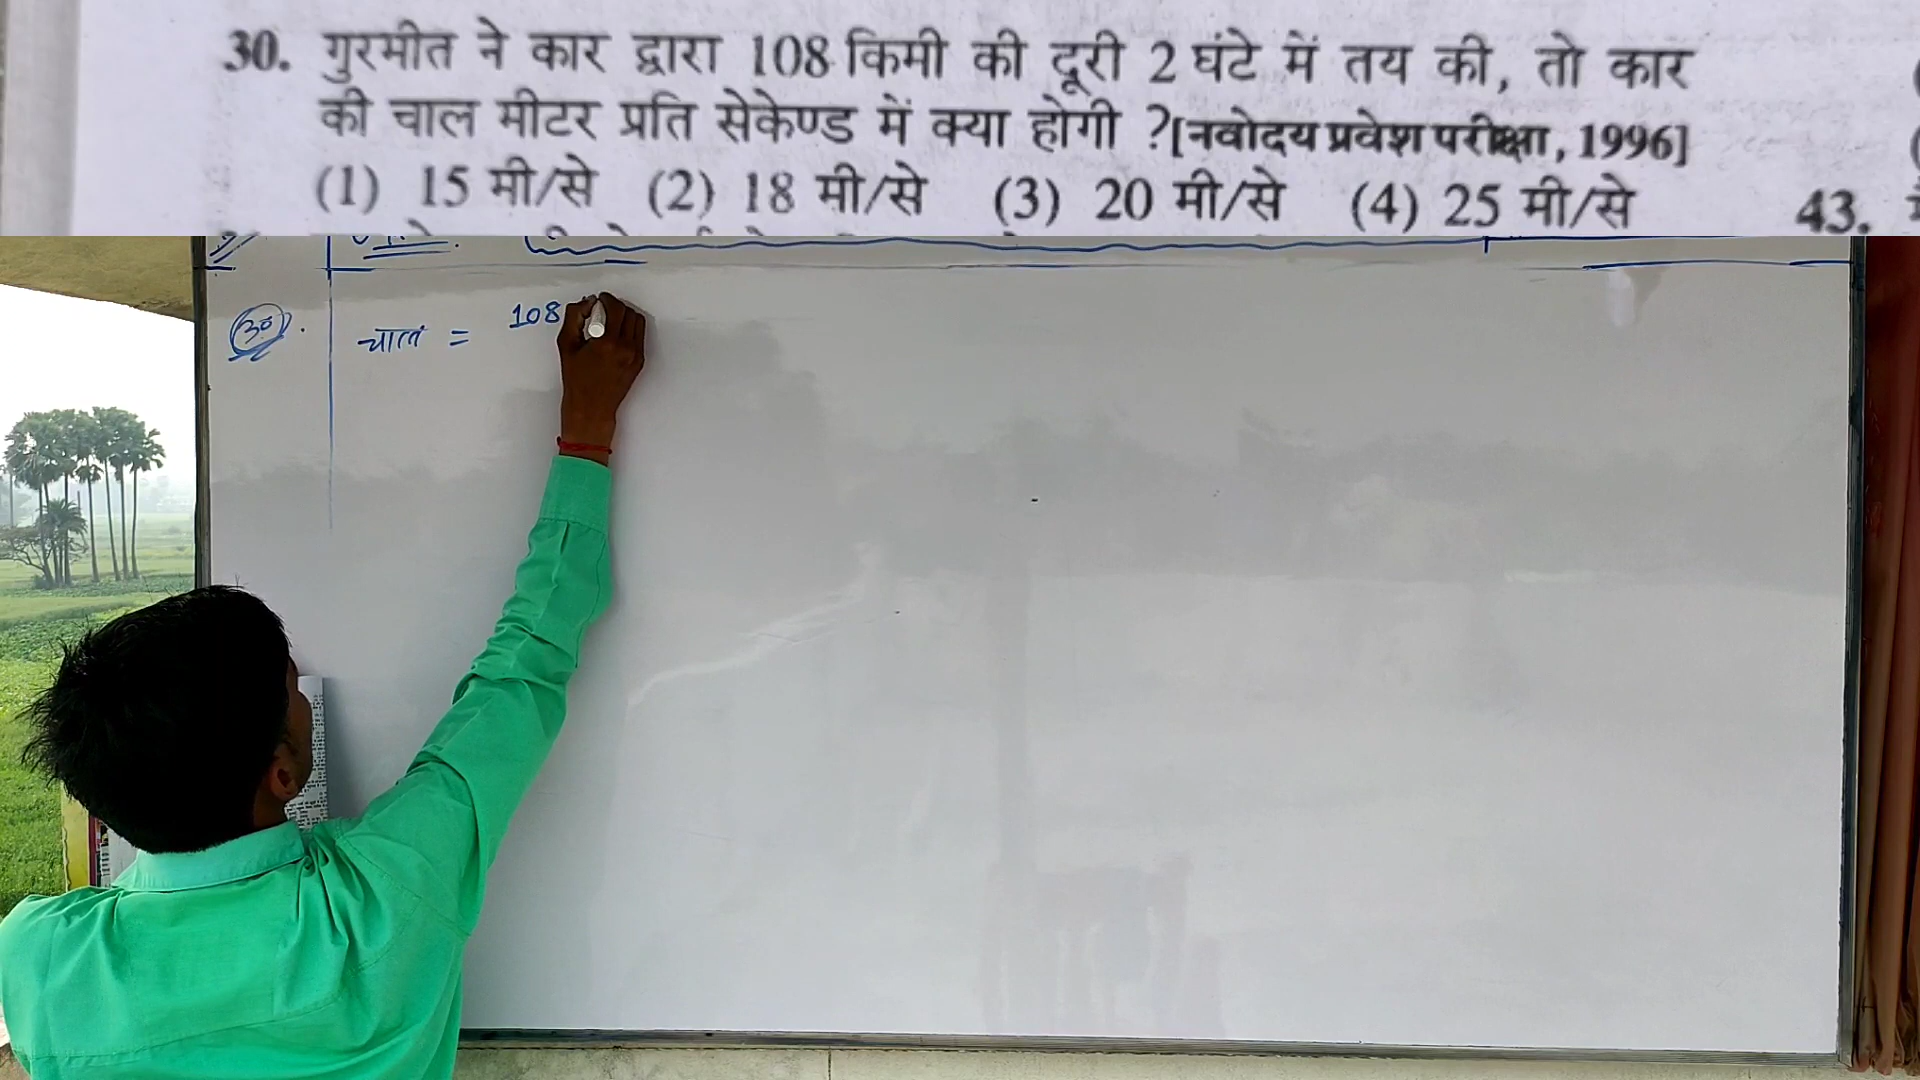 30. गुरमीत ने कार द्वारा 108 किमी की दूरी 2 घंटे में तय की, तो कार
की चाल मीटर प्रति सेकेण्ड में क्या होगी ?[नवोदय प्रवेश परीक्षा, 1996]
(1) 15 मी/से (2) 18 मी/से (3) 20 मी/से (4) 25 मी/से
43.
30.
चाल = 108